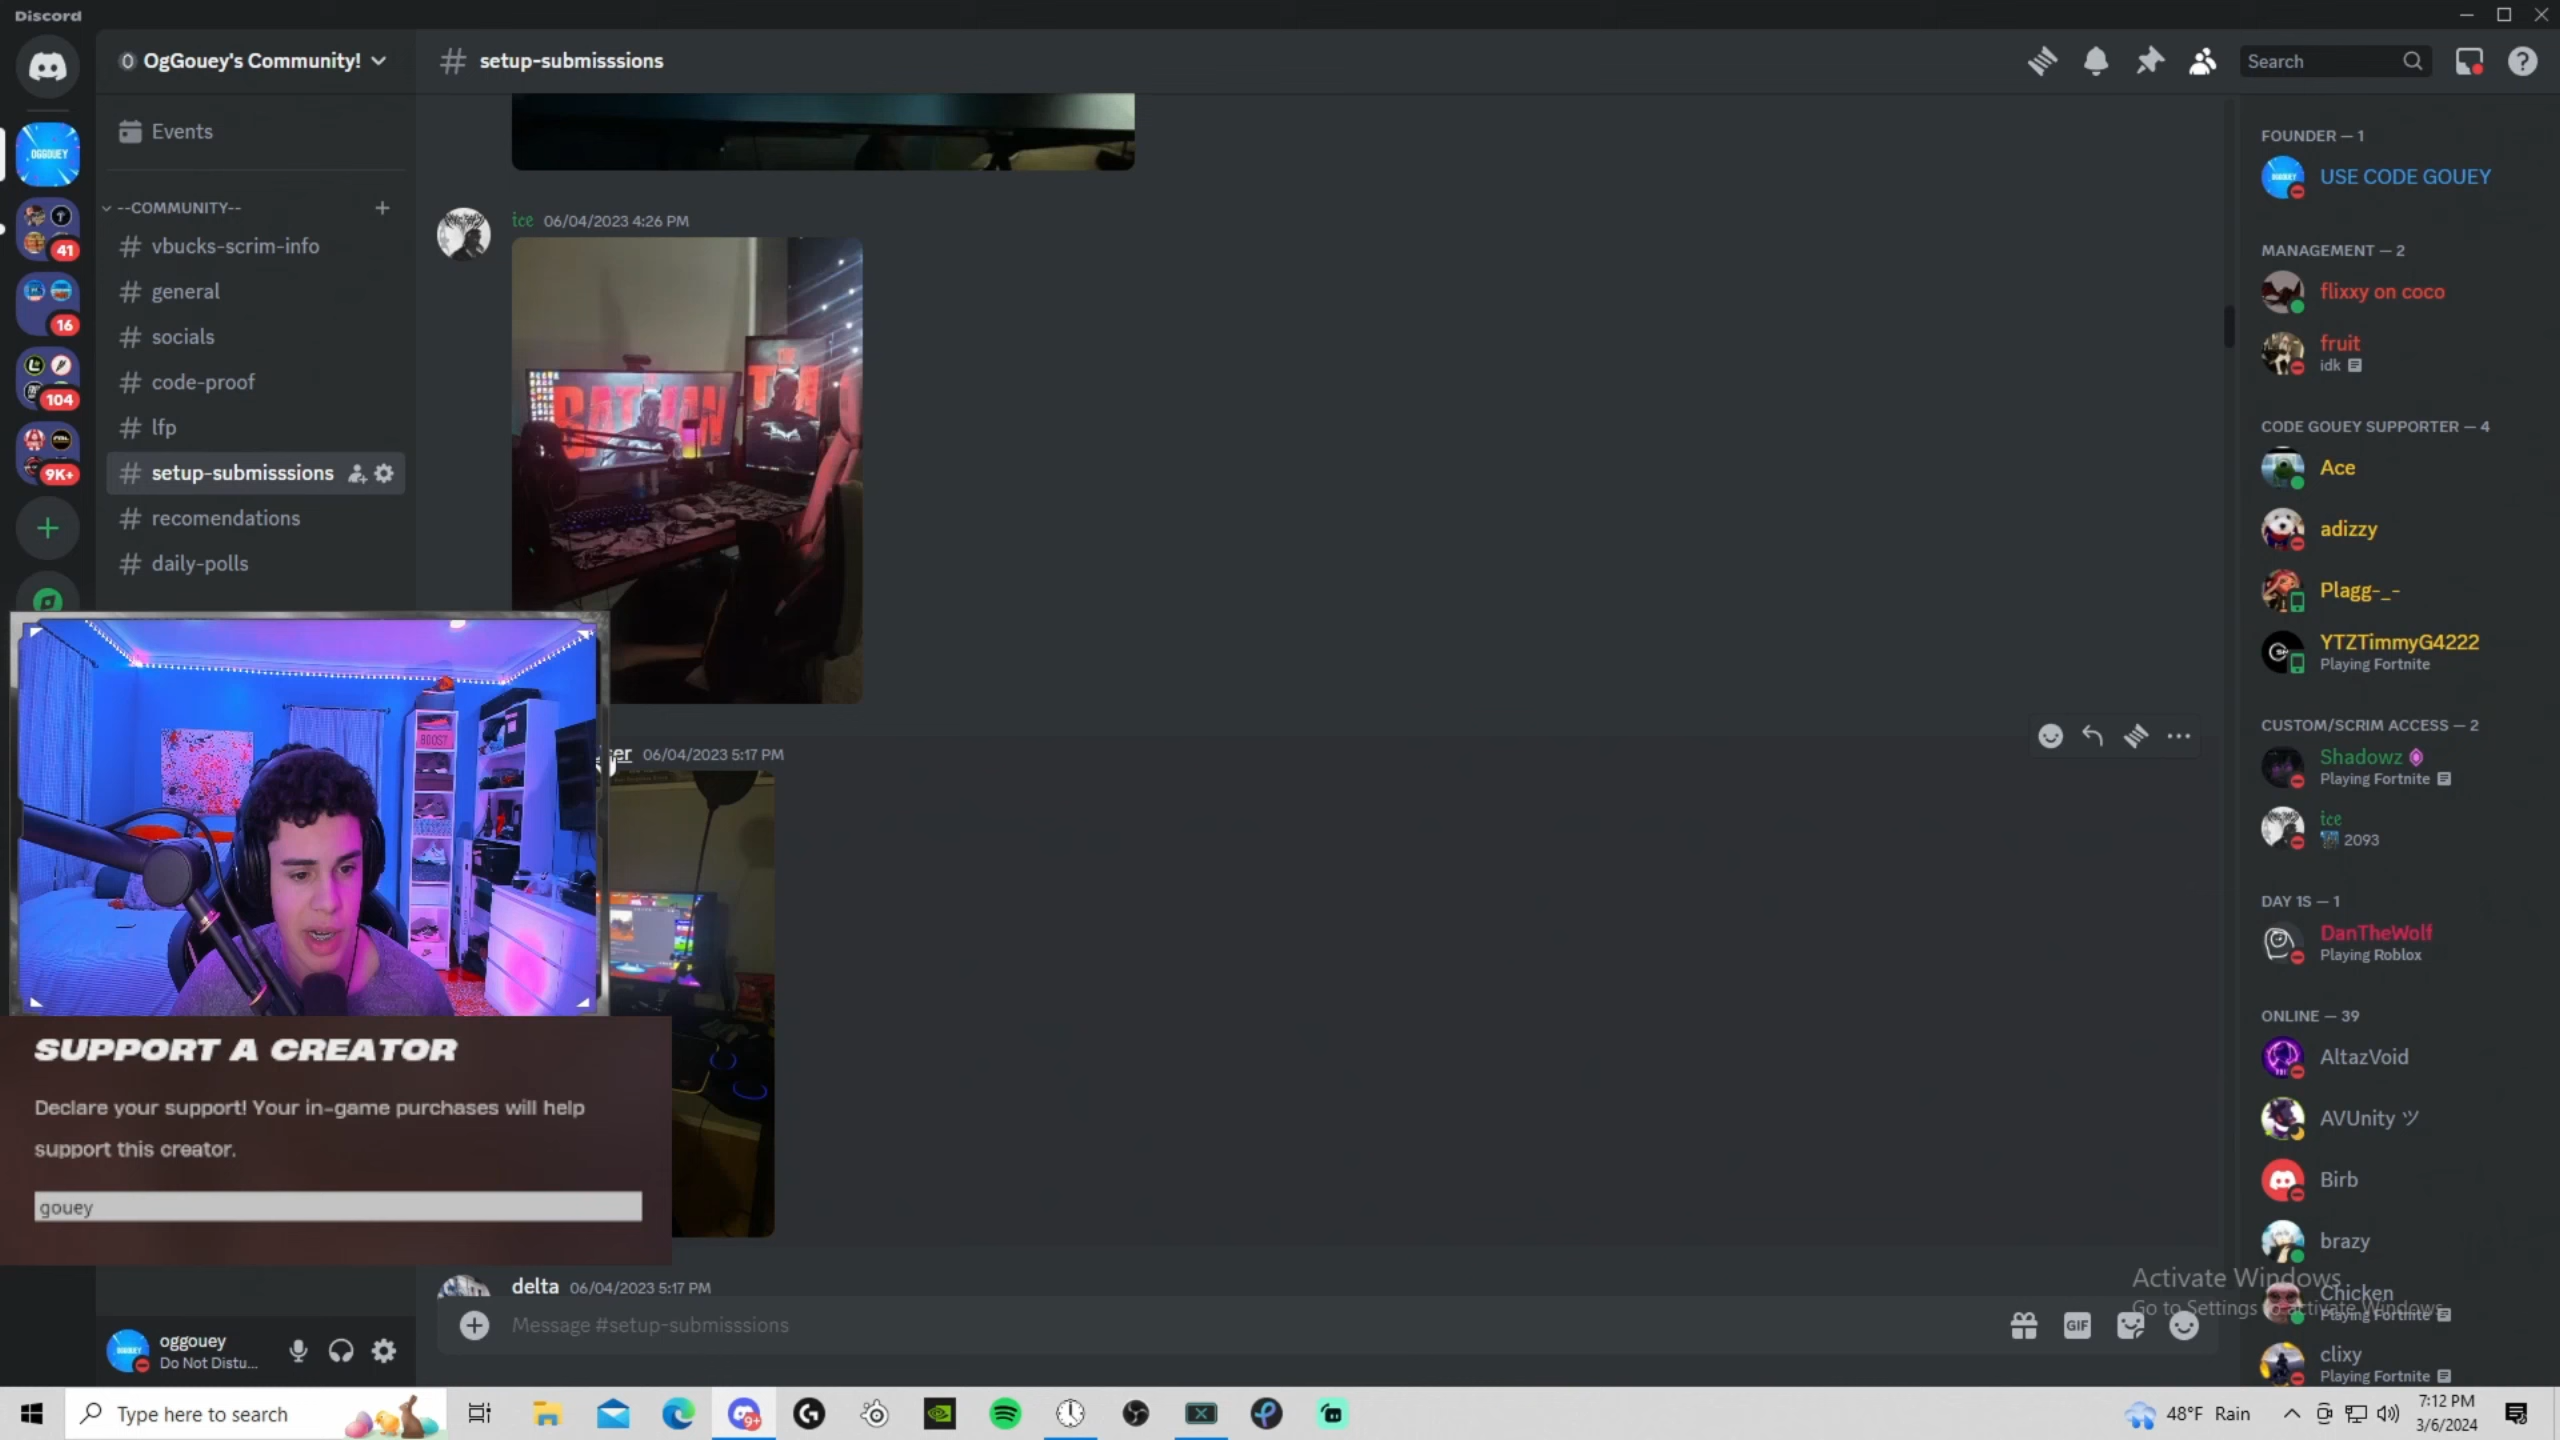 Discord
OgGouey's Community!
setup-submisssions
Search
OGGOUEY
41
16
104
9K+
Events
--COMMUNITY--
vbucks-scrim-info
general
socials
code-proof
lfp
setup-submisssions
recomendations
daily-polls
ice 06/04/2023 4:26 PM
BATMAN
BOOST
er 06/04/2023 5:17 PM
delta 06/04/2023 5:17 PM
Message #setup-submisssions
GIF
SUPPORT A CREATOR
Declare your support! Your in-game purchases will help
support this creator.
gouey
oggouey
Do Not Distu...
FOUNDER — 1
USE CODE GOUEY
MANAGEMENT — 2
flixxy on coco
fruit
idk
CODE GOUEY SUPPORTER — 4
Ace
adizzy
Plagg-_-
YTZTimmyG4222
Playing Fortnite
CUSTOM/SCRIM ACCESS — 2
Shadowz
Playing Fortnite
ice
2093
DAY 1S — 1
DanTheWolf
Playing Roblox
ONLINE — 39
AltazVoid
AVUnity ツ
Birb
brazy
Chicken
Playing Fortnite
clixy
Playing Fortnite
Activate Windows
Go to Settings to activate Windows.
Type here to search
9+
48°F Rain
7:12 PM
3/6/2024